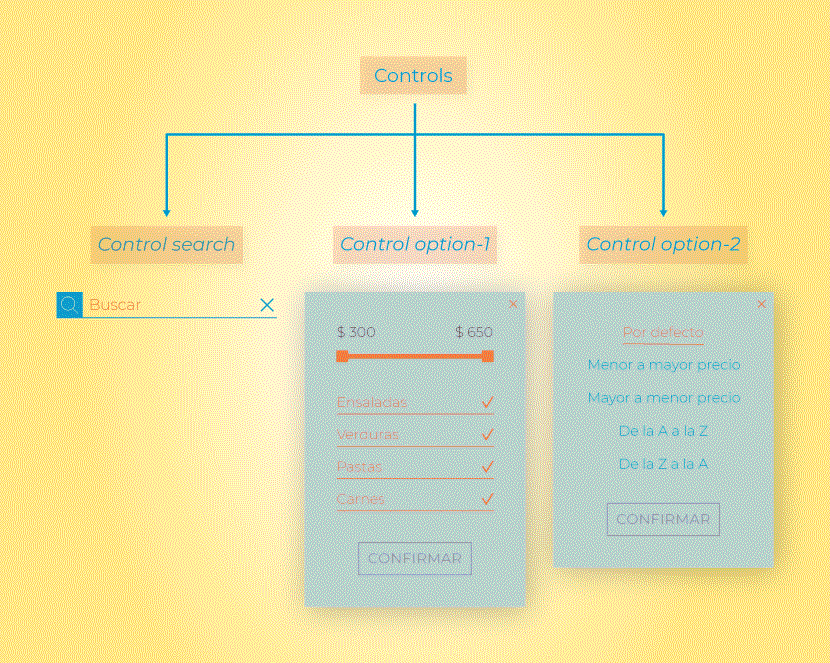 Controls
Control search
Control option-1
Control option-2
Buscar
$ 300
$ 650
Ensaladas
Verduras
Pastas
Carnes
CONFIRMAR
Por defecto
Menor a mayor precio
Mayor a menor precio
De la A a la Z
De la Z a la A
CONFIRMAR